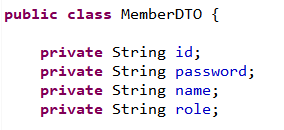 public class MemberDTO {
private String id;
private String password;
private String name;
private String role;